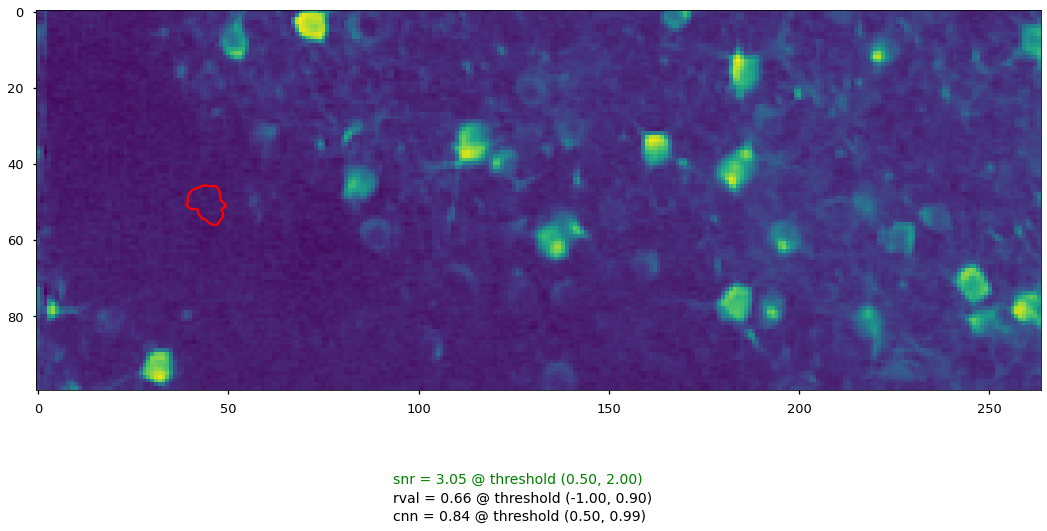 0
20
40
60
80
0 50 100 150 200 250
snr = 3.05 @ threshold (0.50, 2.00)
rval = 0.66 @ threshold (-1.00, 0.90)
cnn = 0.84 @ threshold (0.50, 0.99)